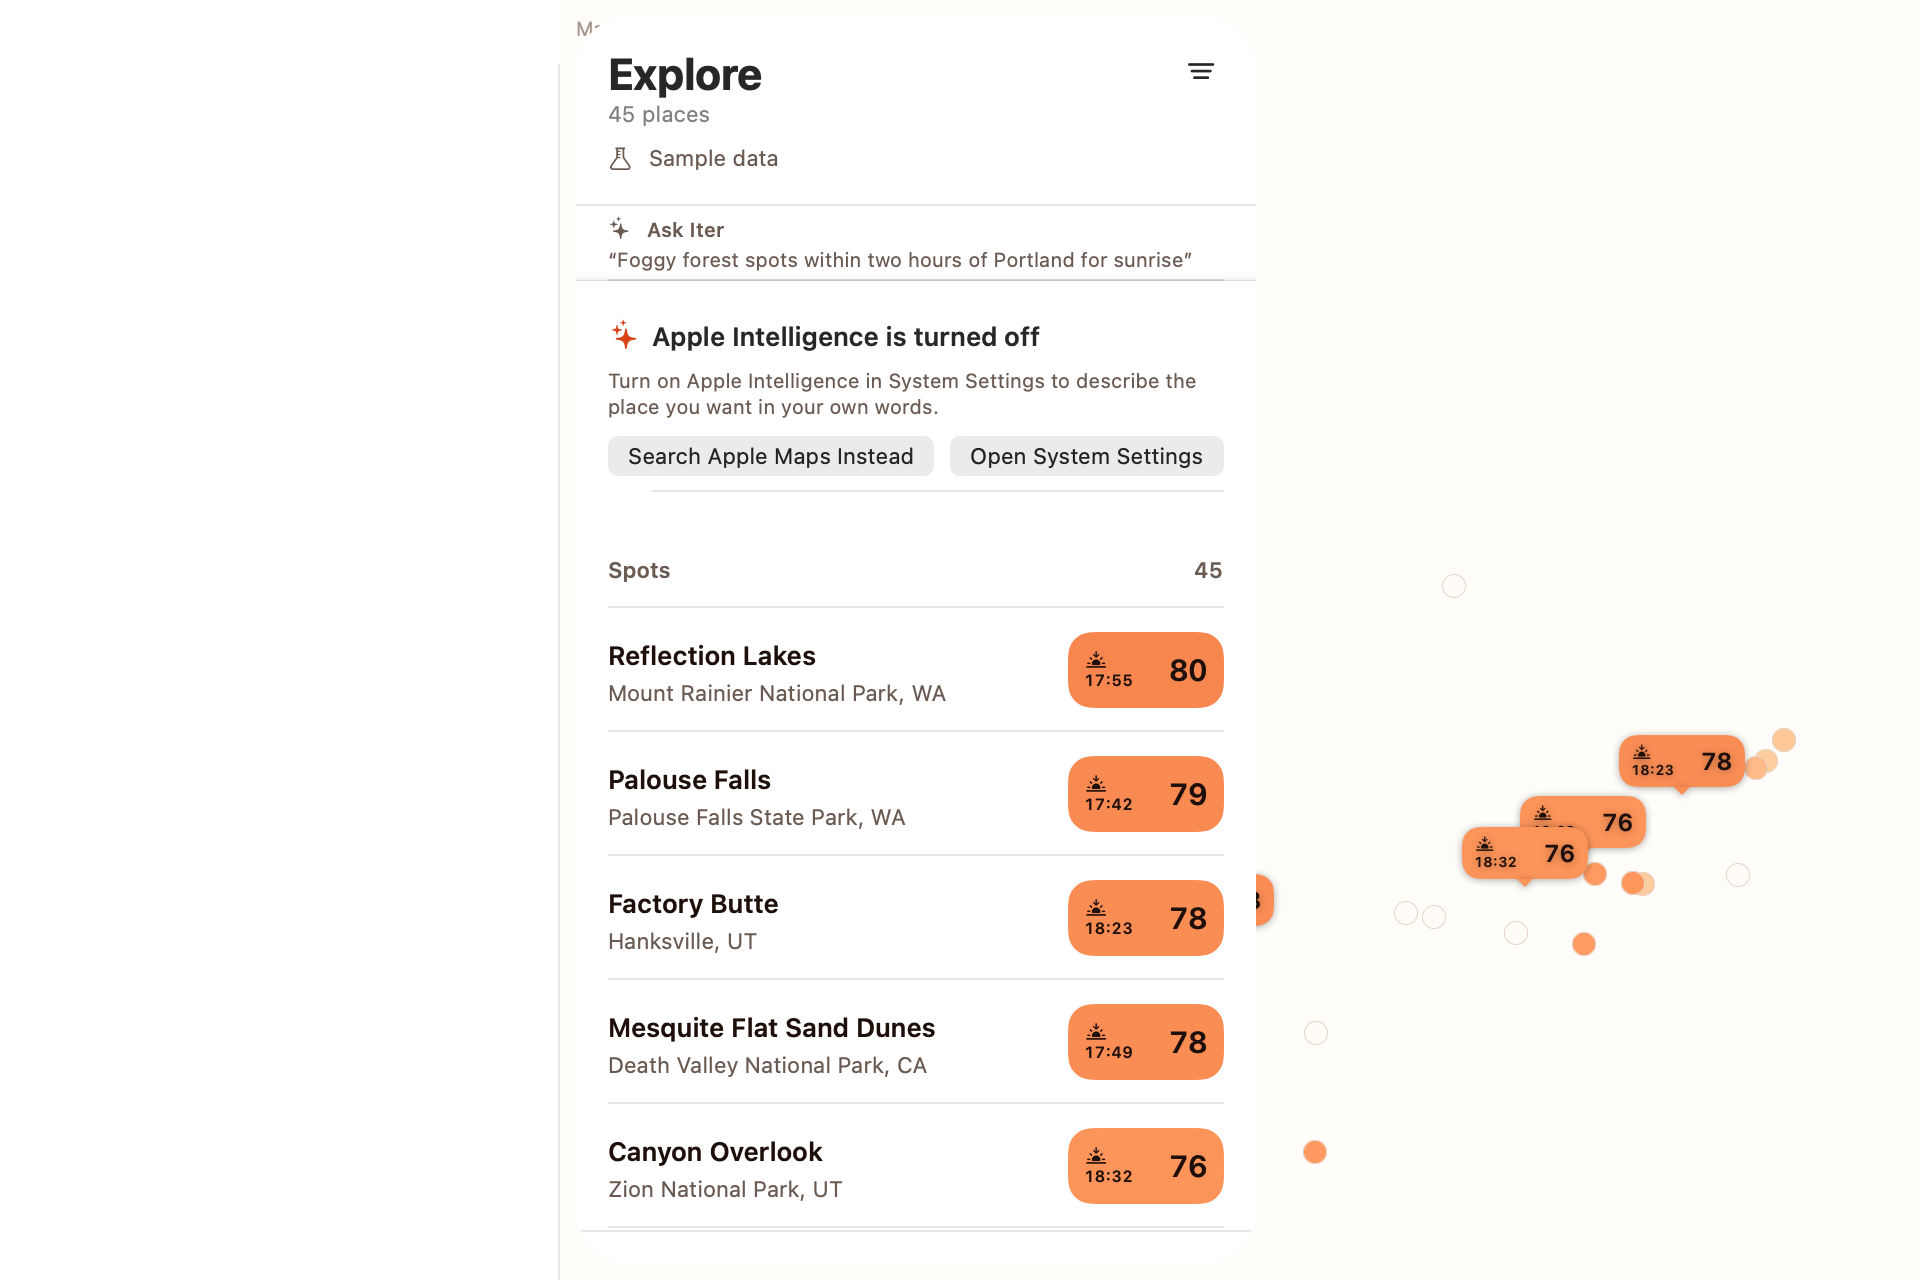 Explore
45 places
Sample data
Ask Iter
“Foggy forest spots within two hours of Portland for sunrise”
Apple Intelligence is turned off
Turn on Apple Intelligence in System Settings to describe the
place you want in your own words.
Search Apple Maps Instead
Open System Settings
Spots
45
Reflection Lakes
Mount Rainier National Park, WA
17:55
80
Palouse Falls
Palouse Falls State Park, WA
17:42
79
Factory Butte
Hanksville, UT
18:23
78
Mesquite Flat Sand Dunes
Death Valley National Park, CA
17:49
78
Canyon Overlook
Zion National Park, UT
18:32
76
18:23
78
76
18:32
76